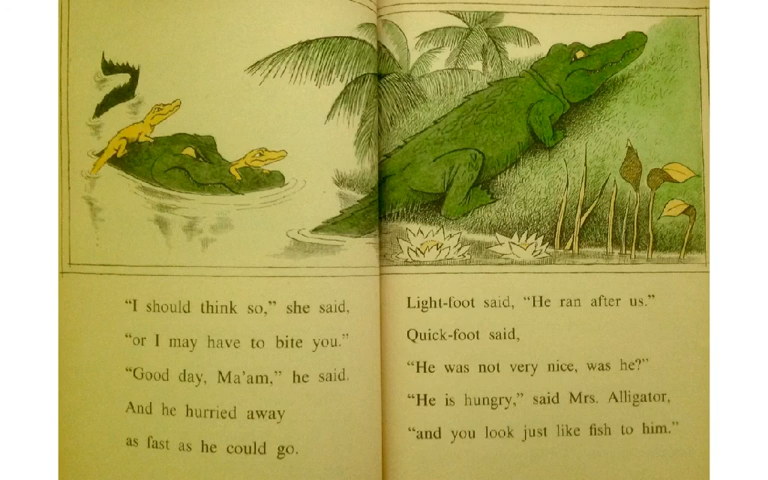 "I should think so," she said,
"or I may have to bite you."
"Good day, Ma'am," he said.
And he hurried away
as fast as he could go.
Light-foot said, "He ran after us."
Quick-foot said,
"He was not very nice, was he?"
"He is hungry," said Mrs. Alligator,
"and you look just like fish to him."